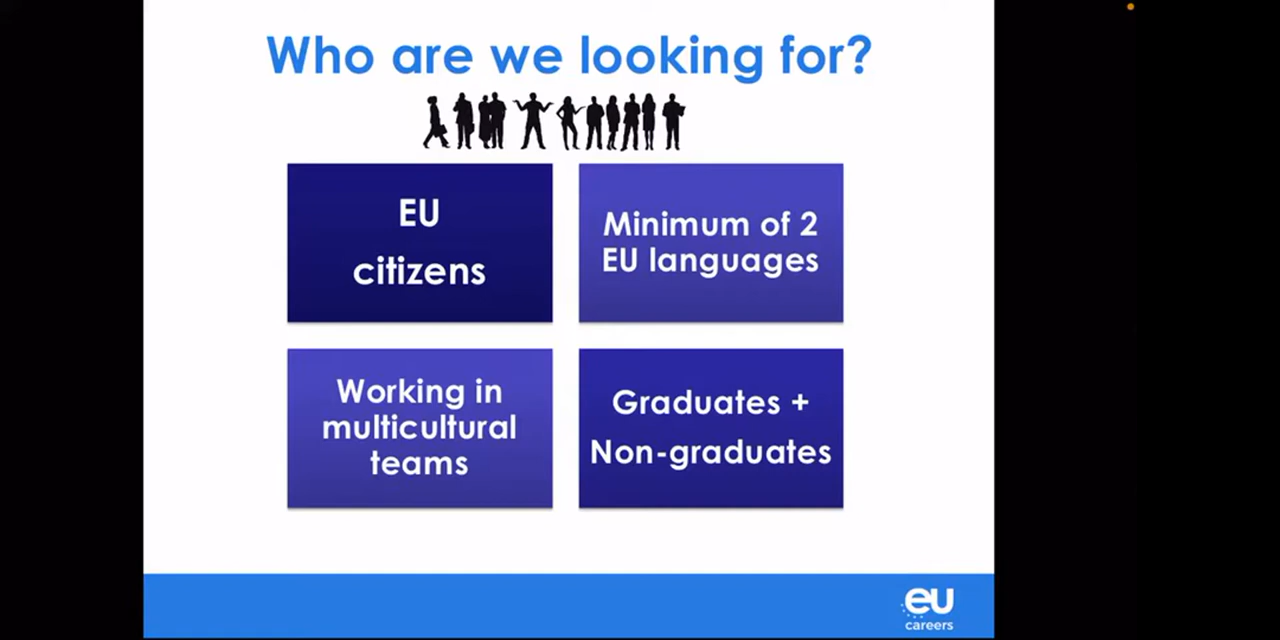 Who are we looking for?
EU
citizens
Minimum of 2
EU languages
Working in
multicultural
teams
Graduates +
Non-graduates
eu
careers